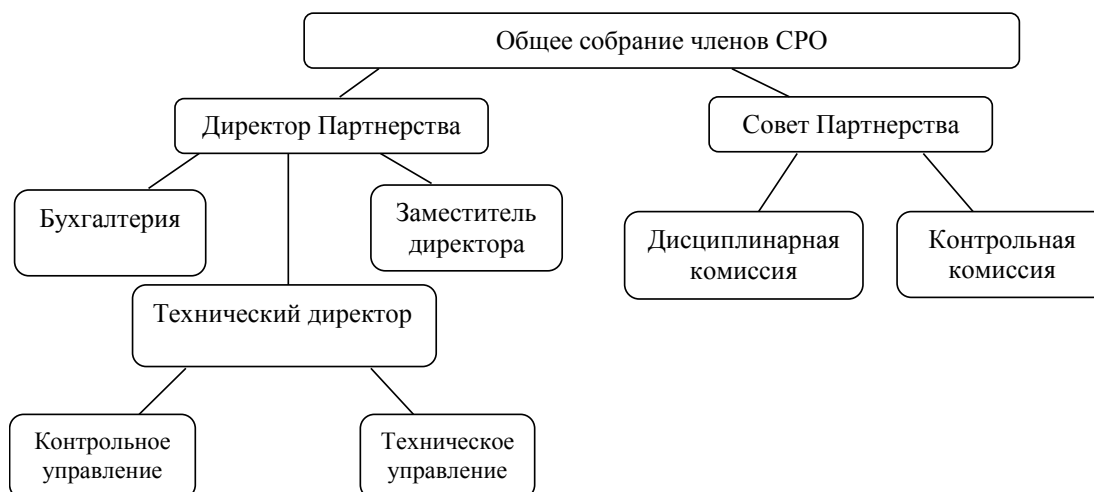 Общее собрание членов СРО
Директор Партнерства
Совет Партнерства
Бухгалтерия
Заместитель
директора
Дисциплинарная
комиссия
Контрольная
комиссия
Технический директор
Контрольное
управление
Техническое
управление